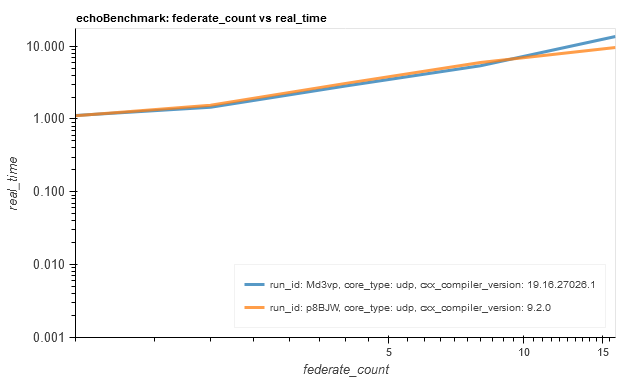 echoBenchmark: federate_count vs real_time
10.000
1.000
0.100
0.010
0.001
real_time
run_id: Md3vp, core_type: udp, cxx_compiler_version: 19.16.27026.1
run_id: p8BJW, core_type: udp, cxx_compiler_version: 9.2.0
5
10
15
federate_count